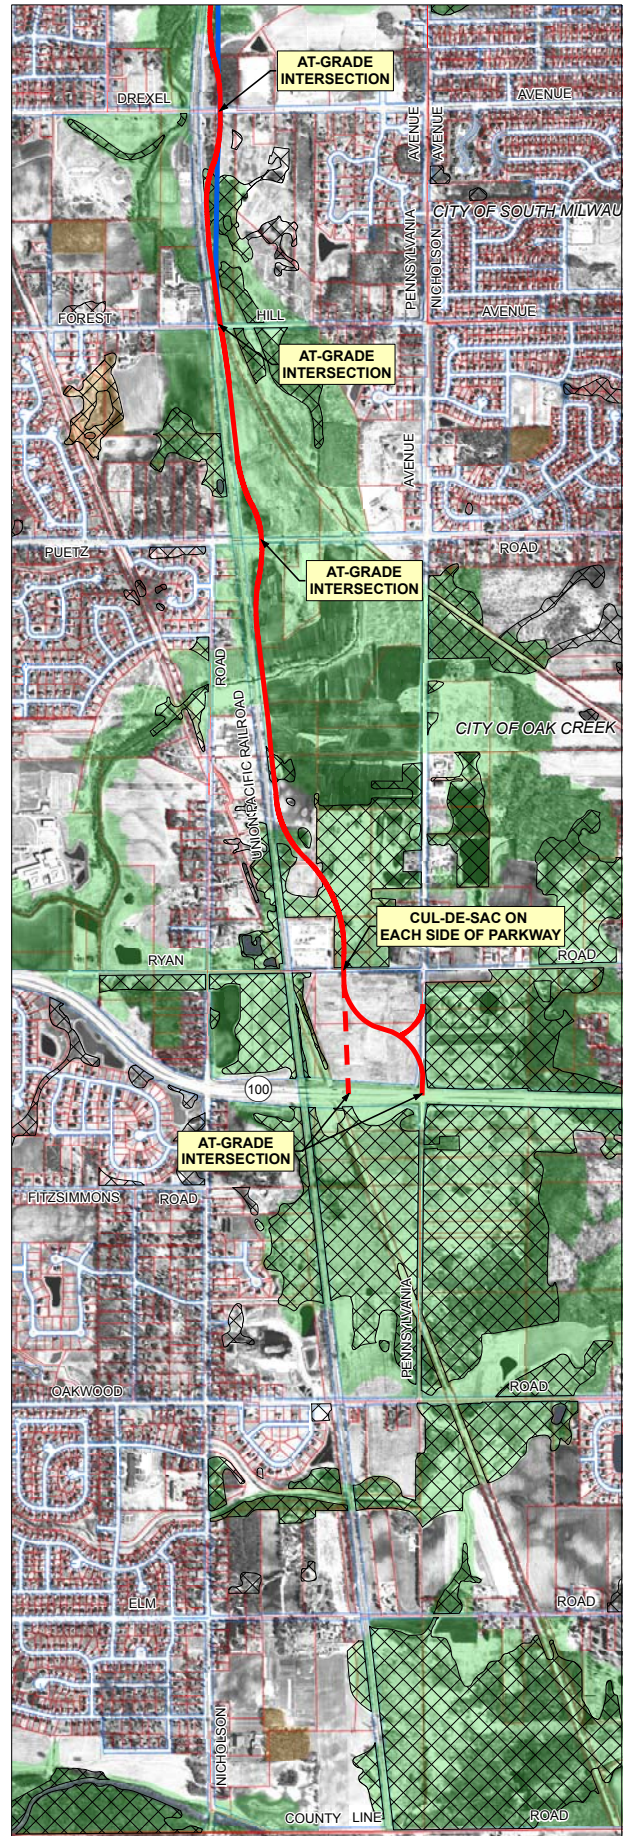 AT-GRADE
INTERSECTION
DREXEL
AVENUE
AVENUE
AVENUE
CITY OF SOUTH MILWAU
PENNSYLVANIA
NICHOLSON
AVENUE
FOREST
HILL
AT-GRADE
INTERSECTION
AVENUE
PUETZ
ROAD
AT-GRADE
INTERSECTION
ROAD
UNION PACIFIC RAILROAD
CITY OF OAK CREEK
CUL-DE-SAC ON
EACH SIDE OF PARKWAY
RYAN
ROAD
100
AT-GRADE
INTERSECTION
FITZSIMMONS
ROAD
PENNSYLVANIA
OAKWOOD
ROAD
ELM
ROAD
NICHOLSON
COUNTY LINE
ROAD